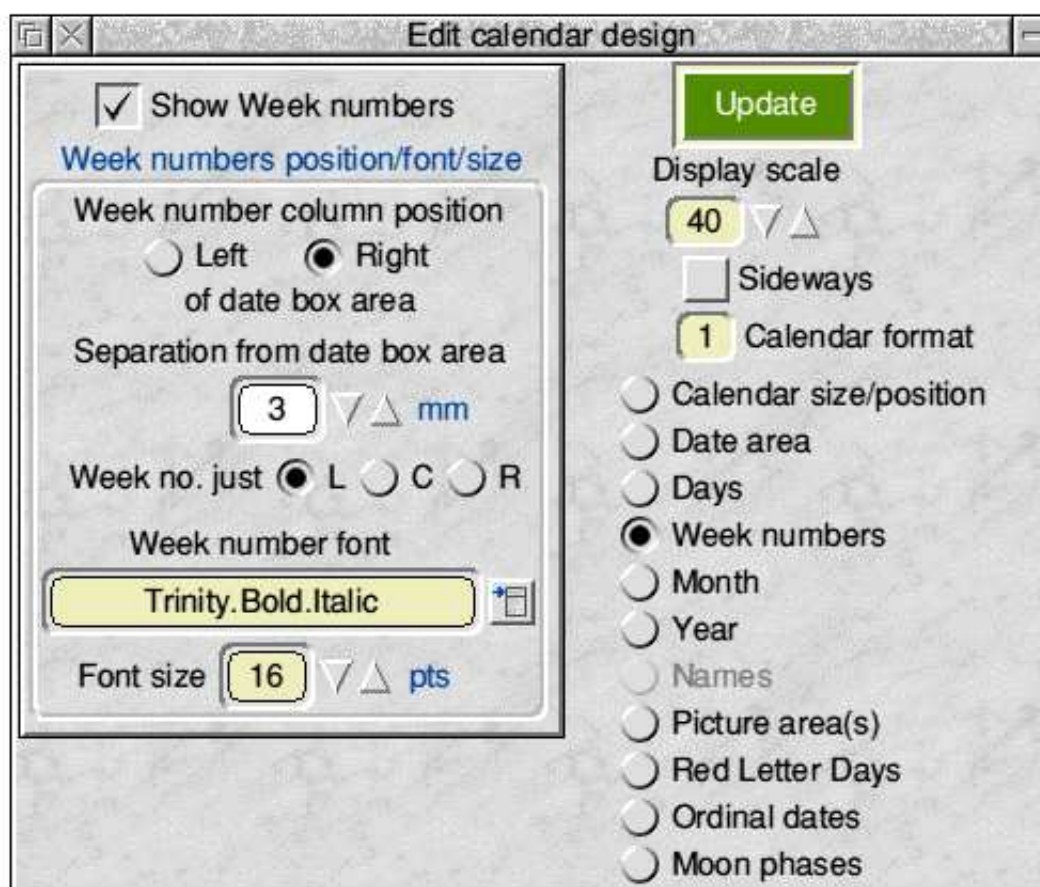 Edit calendar design
Show Week numbers
Week numbers position/font/size
Week number column position
Left Right
of date box area
Separation from date box area
3 mm
Week no. just L C R
Week number font
Trinity.Bold.Italic
Font size 16 pts
Update
Display scale
40
Sideways
1 Calendar format
Calendar size/position
Date area
Days
Week numbers
Month
Year
Names
Picture area(s)
Red Letter Days
Ordinal dates
Moon phases